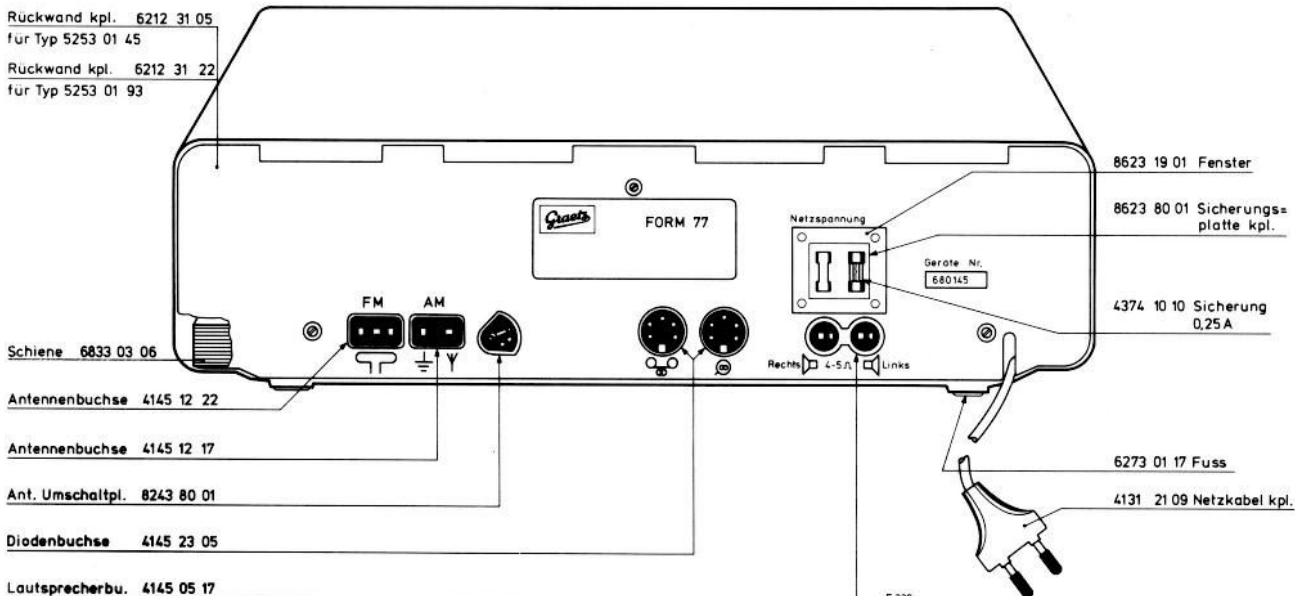 Rückwand kpl. 6212 31 05
für Typ 5253 01 45
Rückwand kpl. 6212 31 22
für Typ 5253 01 93
Schiene 6833 03 06
Antennenbuchse 4145 12 22
Antennenbuchse 4145 12 17
Ant. Umschaltpl. 8243 80 01
Diodenbuchse 4145 23 05
Lautsprecherbu. 4145 05 17
Graetz
FORM 77
FM
AM
Netzspannung
Geräte Nr.
680145
Rechts
4-5Ω
Links
8623 19 01 Fenster
8623 80 01 Sicherungs=
platte kpl.
4374 10 10 Sicherung
0,25 A
6273 01 17 Fuss
4131 21 09 Netzkabel kpl.